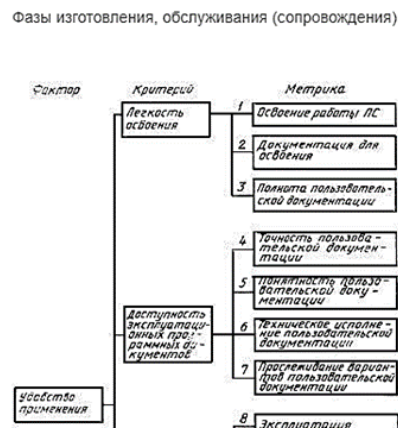 Фазы изготовления, обслуживания (сопровождения)
Фактор Критерий Метрика
Легкость
освоения
1 Освоение работы ПС
2 Документация для
освоения
3 Полнота пользователь-
ской документации
4 Точность пользова-
тельской докумен-
тации
5 Понятность пользо-
вательской доку-
ментации
Доступность
эксплуатаци-
онных прог-
раммных до-
кументов
6 Техническое исполне-
ние пользовательской
документации
7 Прослеживание вариан-
тов пользовательской
документации
Удобство
применения
8 Эксплуатация